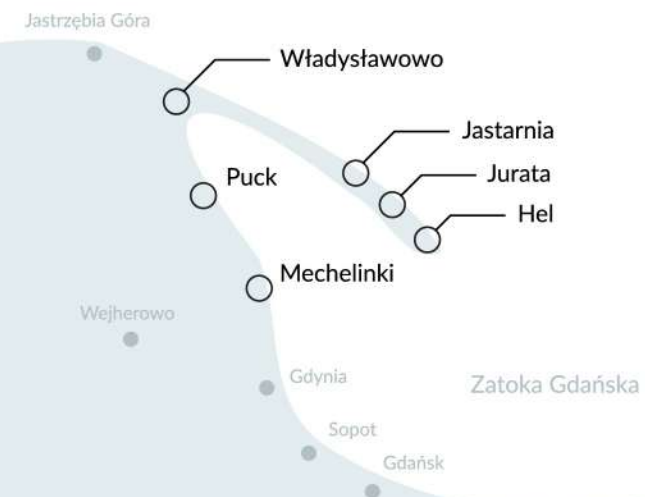 Jastrzębia Góra
Władysławowo
Jastarnia
Jurata
Puck
Hel
Mechelinki
Wejherowo
Gdynia
Zatoka Gdańska
Sopot
Gdańsk